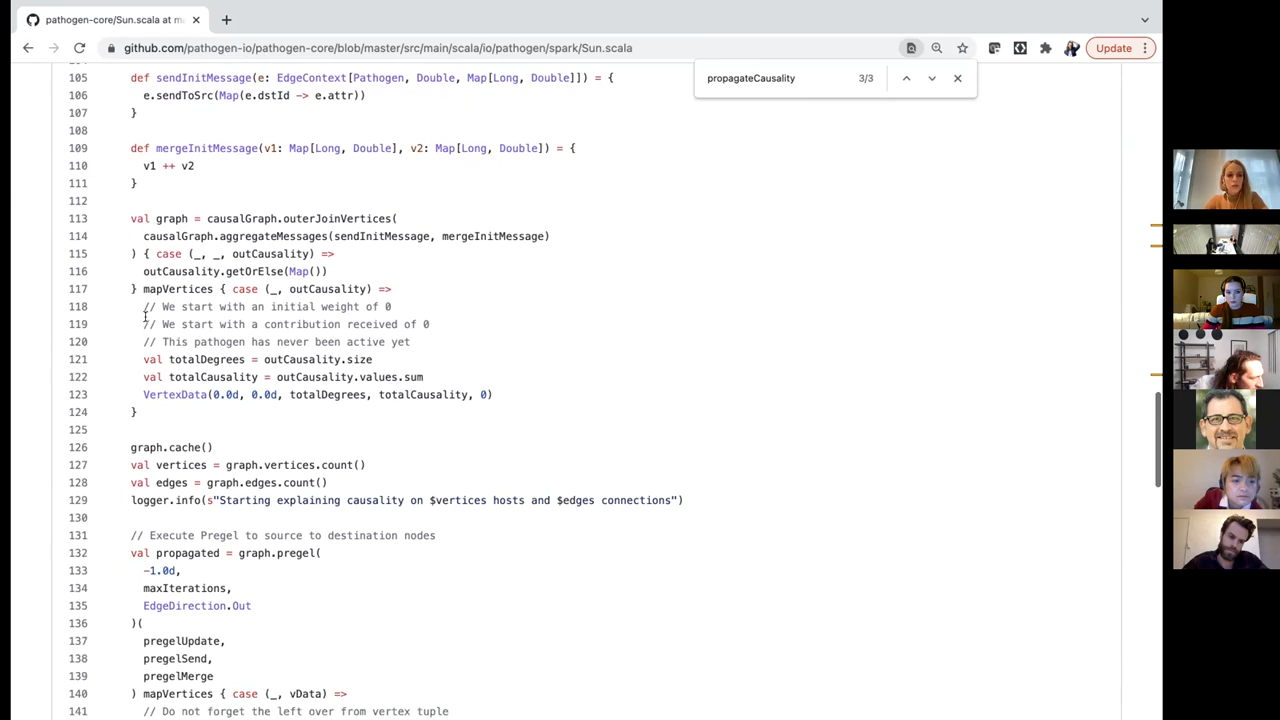 pathogen-core/Sun.scala at ma
github.com/pathogen-io/pathogen-core/blob/master/src/main/scala/io/pathogen/spark/Sun.scala
Update
propagateCausality 3/3
105 def sendInitMessage(e: EdgeContext[Pathogen, Double, Map[Long, Double]]) = {
106 e.sendToSrc(Map(e.dstId -> e.attr))
107 }
108
109 def mergeInitMessage(v1: Map[Long, Double], v2: Map[Long, Double]) = {
110 v1 ++ v2
111 }
112
113 val graph = causalGraph.outerJoinVertices(
114 causalGraph.aggregateMessages(sendInitMessage, mergeInitMessage)
115 ) { case (_, _, outCausality) =>
116 outCausality.getOrElse(Map())
117 } mapVertices { case (_, outCausality) =>
118 // We start with an initial weight of 0
119 // We start with a contribution received of 0
120 // This pathogen has never been active yet
121 val totalDegrees = outCausality.size
122 val totalCausality = outCausality.values.sum
123 VertexData(0.0d, 0.0d, totalDegrees, totalCausality, 0)
124 }
125
126 graph.cache()
127 val vertices = graph.vertices.count()
128 val edges = graph.edges.count()
129 logger.info(s"Starting explaining causality on $vertices hosts and $edges connections")
130
131 // Execute Pregel to source to destination nodes
132 val propagated = graph.pregel(
133 -1.0d,
134 maxIterations,
135 EdgeDirection.Out
136 )(
137 pregelUpdate,
138 pregelSend,
139 pregelMerge
140 ) mapVertices { case (_, vData) =>
141 // Do not forget the left over from vertex tuple